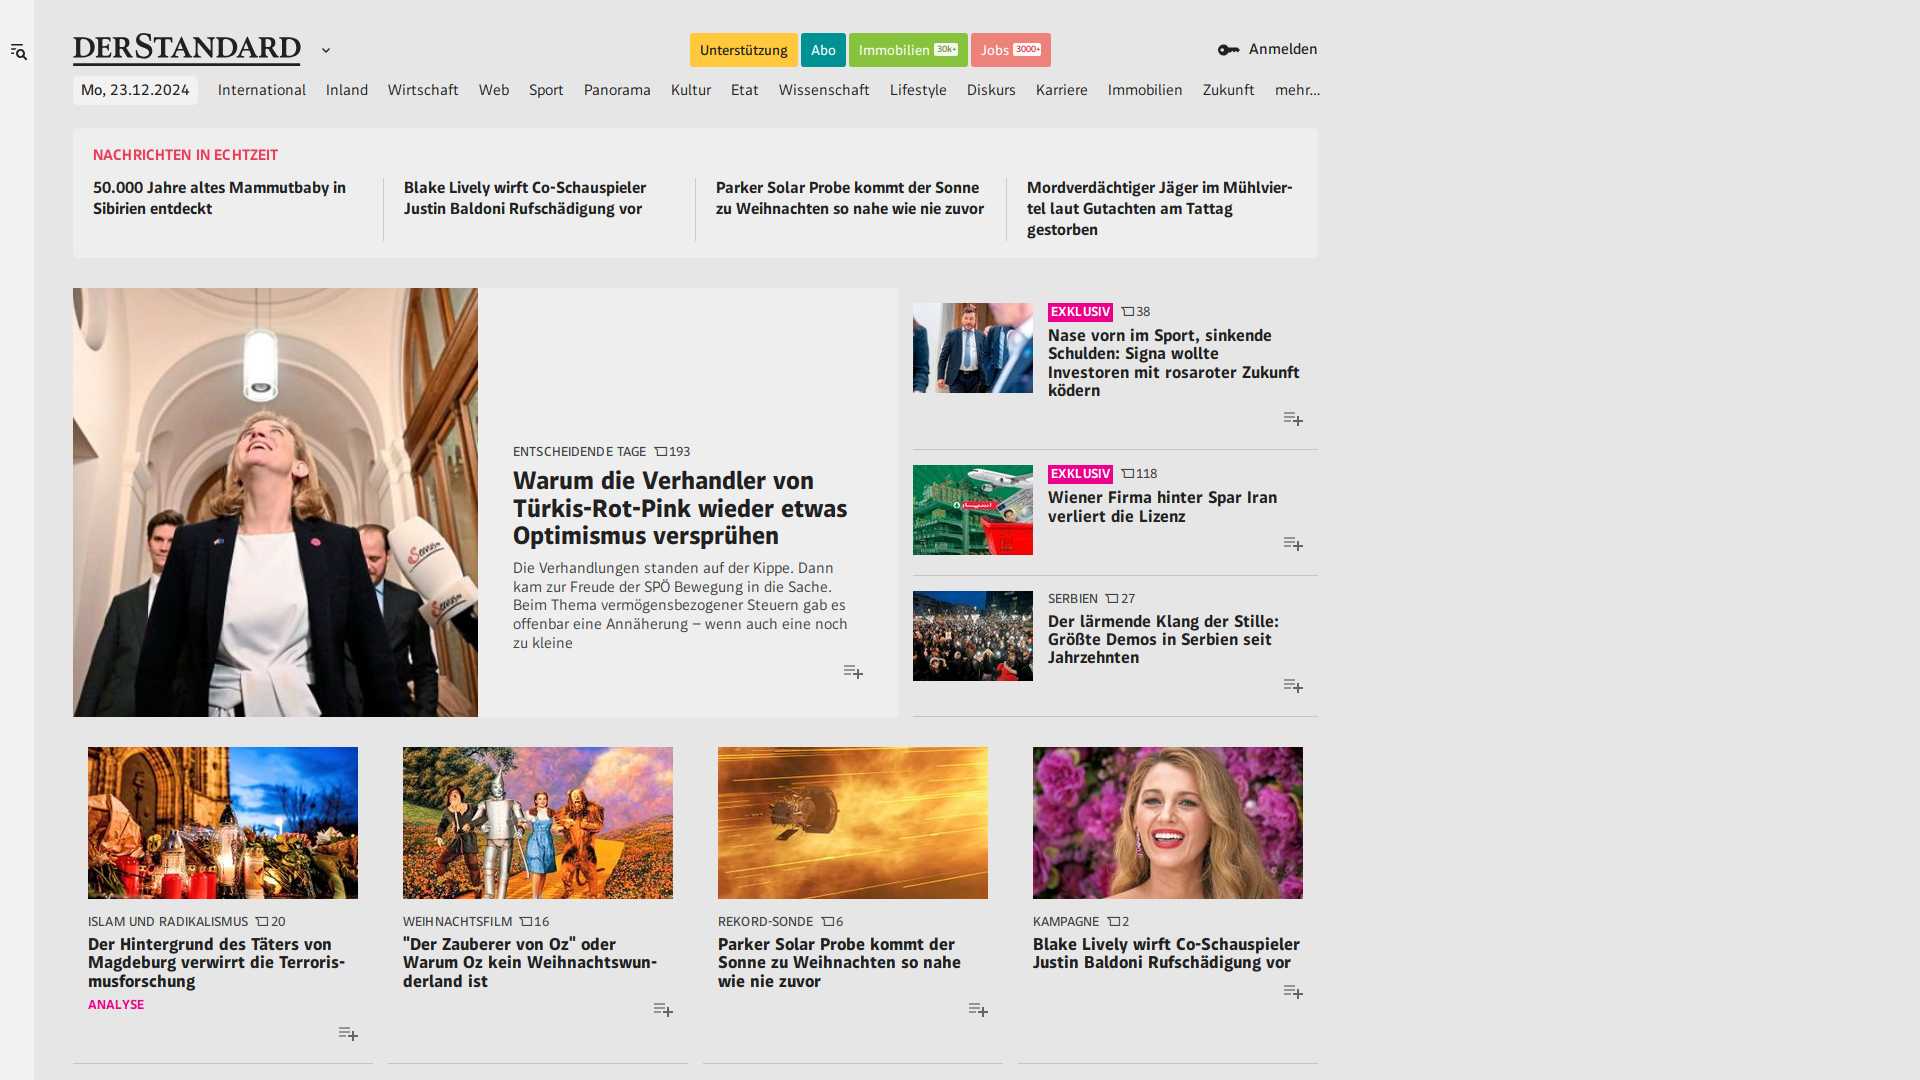 DERSTANDARD
Unterstützung
Abo
Immobilien 30k+
Jobs 3000+
Anmelden
Mo, 23.12.2024
International
Inland
Wirtschaft
Web
Sport
Panorama
Kultur
Etat
Wissenschaft
Lifestyle
Diskurs
Karriere
Immobilien
Zukunft
mehr…
NACHRICHTEN IN ECHTZEIT
50.000 Jahre altes Mammutbaby in
Sibirien entdeckt
Blake Lively wirft Co-Schauspieler
Justin Baldoni Rufschädigung vor
Parker Solar Probe kommt der Sonne
zu Weihnachten so nahe wie nie zuvor
Mordverdächtiger Jäger im Mühlvier-
tel laut Gutachten am Tattag
gestorben
ENTSCHEIDENDE TAGE 193
Warum die Verhandler von
Türkis-Rot-Pink wieder etwas
Optimismus versprühen
Die Verhandlungen standen auf der Kippe. Dann
kam zur Freude der SPÖ Bewegung in die Sache.
Beim Thema vermögensbezogener Steuern gab es
offenbar eine Annäherung – wenn auch eine noch
zu kleine
EXKLUSIV 38
Nase vorn im Sport, sinkende
Schulden: Signa wollte
Investoren mit rosaroter Zukunft
ködern
EXKLUSIV 118
Wiener Firma hinter Spar Iran
verliert die Lizenz
SERBIEN 27
Der lärmende Klang der Stille:
Größte Demos in Serbien seit
Jahrzehnten
ISLAM UND RADIKALISMUS 20
Der Hintergrund des Täters von
Magdeburg verwirrt die Terroris-
musforschung
ANALYSE
WEIHNACHTSFILM 16
"Der Zauberer von Oz" oder
Warum Oz kein Weihnachtswun-
derland ist
REKORD-SONDE 6
Parker Solar Probe kommt der
Sonne zu Weihnachten so nahe
wie nie zuvor
KAMPAGNE 2
Blake Lively wirft Co-Schauspieler
Justin Baldoni Rufschädigung vor